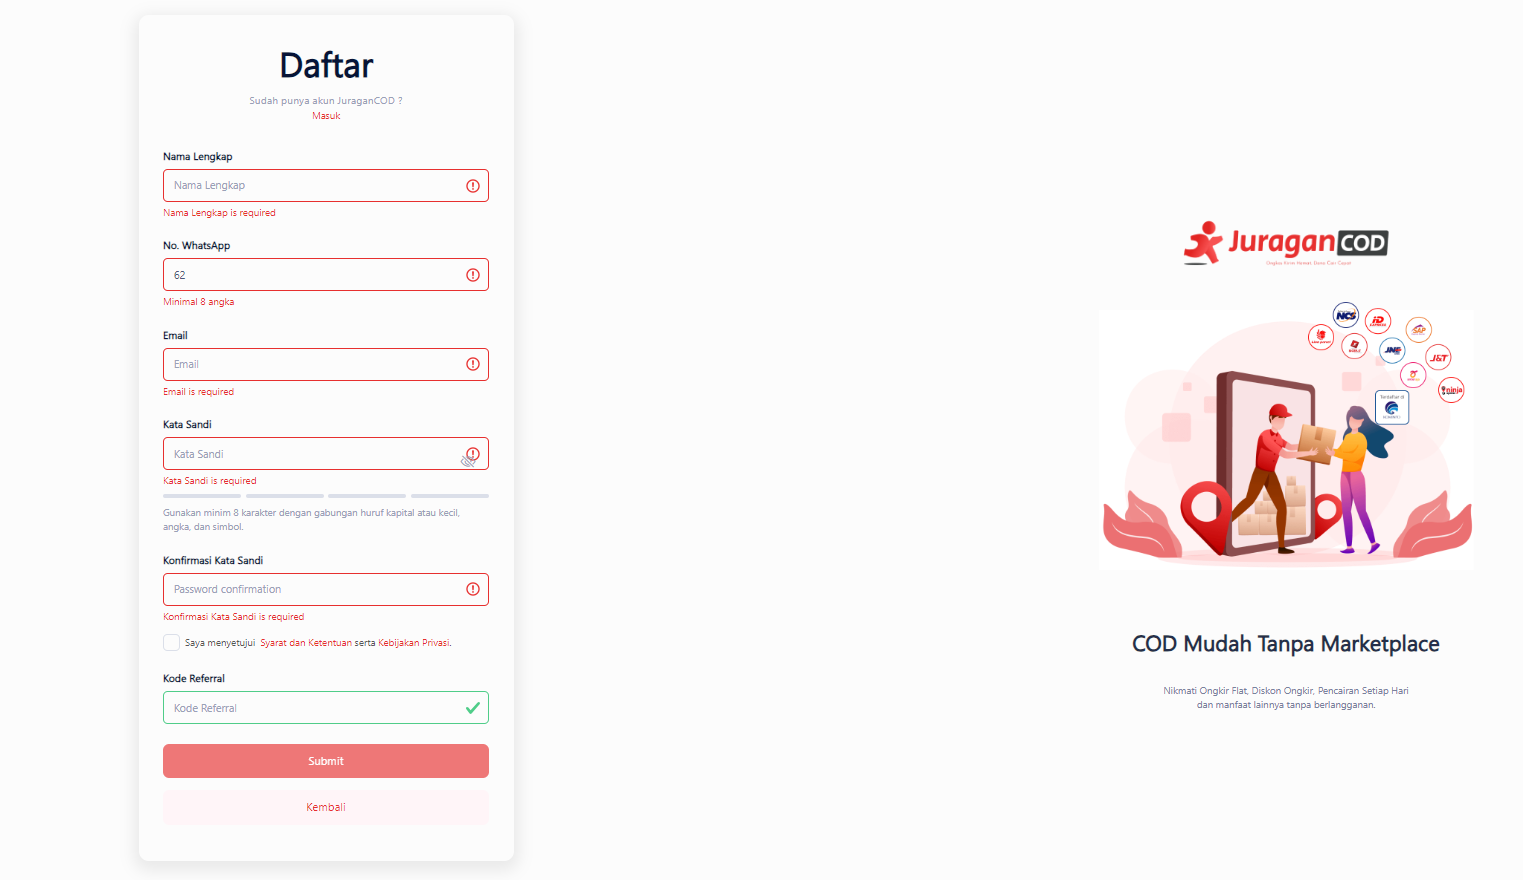 Daftar
Sudah punya akun JuraganCOD ?
Masuk
Nama Lengkap
Nama Lengkap
Nama Lengkap is required
No. WhatsApp
62
Minimal 8 angka
Email
Email
Email is required
Kata Sandi
Kata Sandi
Kata Sandi is required
Gunakan minim 8 karakter dengan gabungan huruf kapital atau kecil,
angka, dan simbol.
Konfirmasi Kata Sandi
Password confirmation
Konfirmasi Kata Sandi is required
Saya menyetujui Syarat dan Ketentuan serta Kebijakan Privasi.
Kode Referral
Kode Referral
Submit
Kembali
JuraganCOD
NCS
iD
EXPRESS
SAP
JNE
J&T
ninja
Terdaftar di
COD Mudah Tanpa Marketplace
Nikmati Ongkir Flat, Diskon Ongkir, Pencairan Setiap Hari
dan manfaat lainnya tanpa berlangganan.